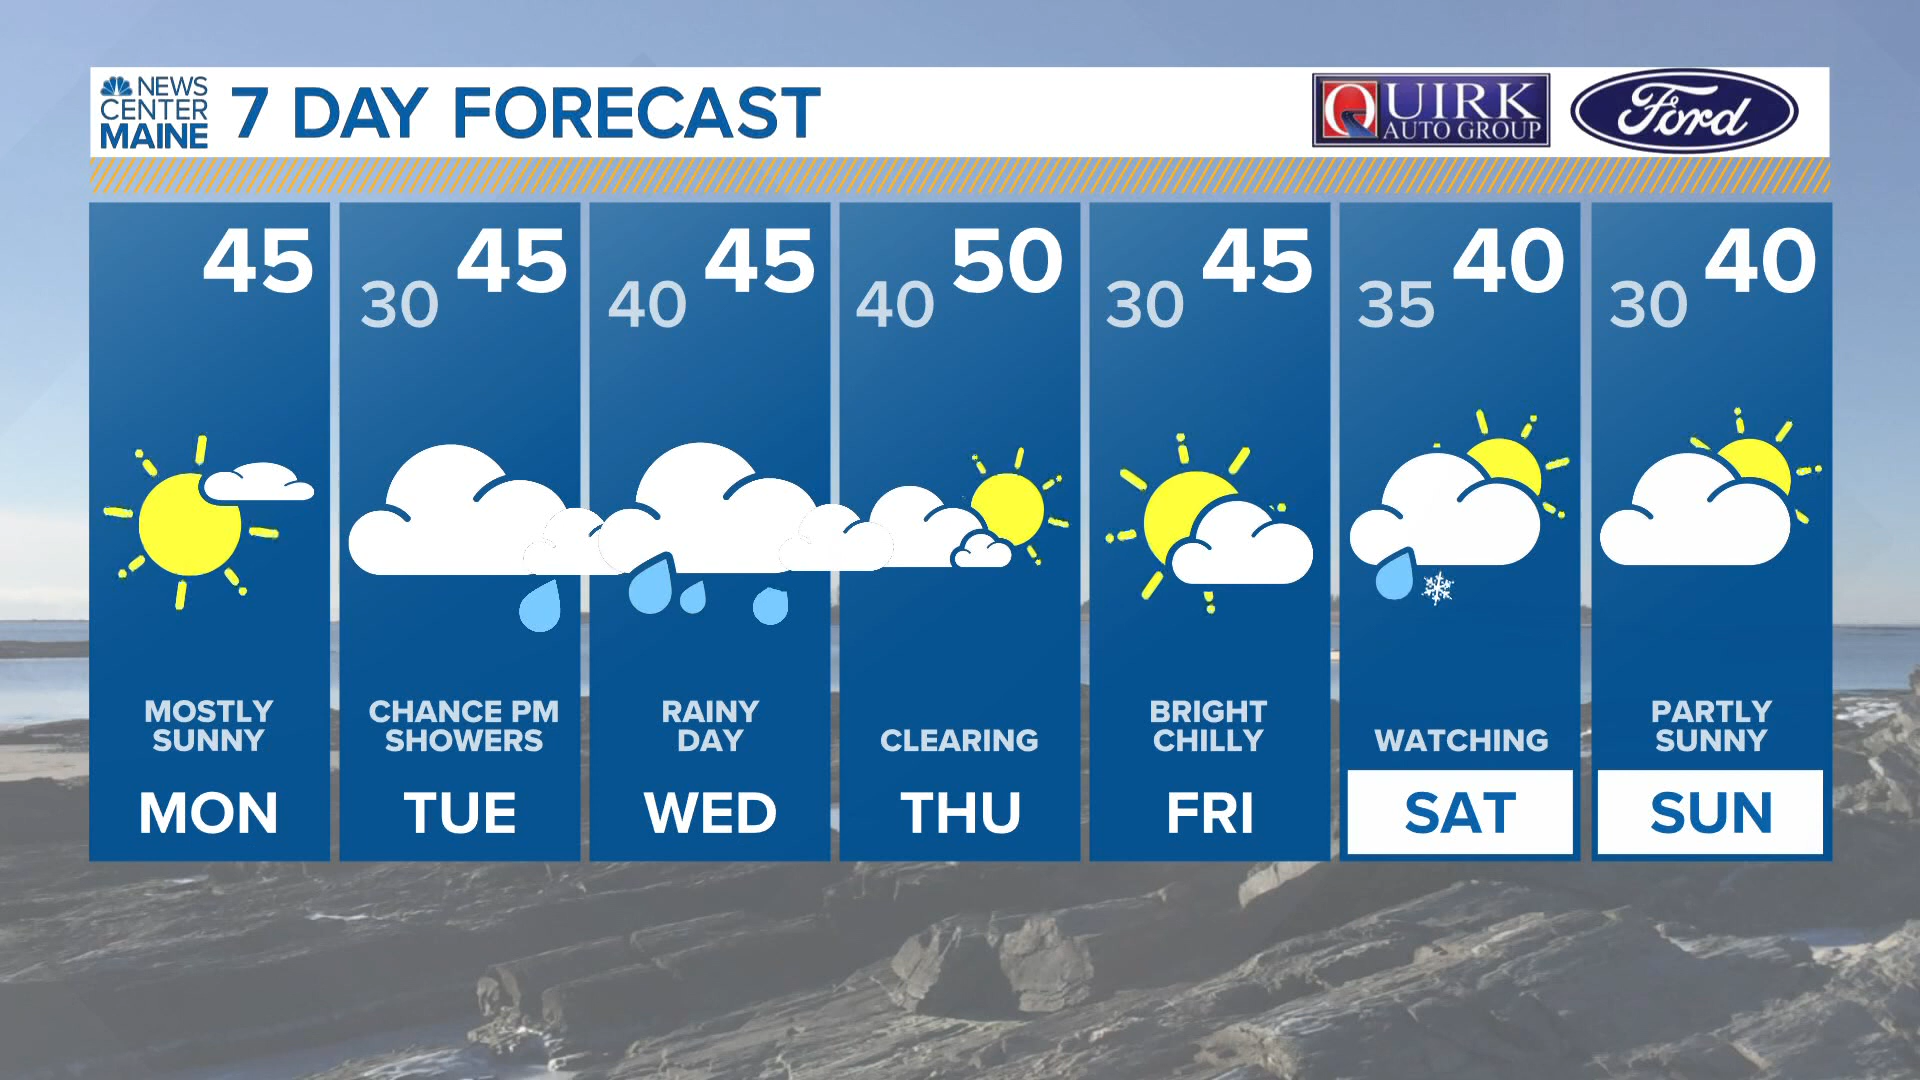 NEWS
CENTER
MAINE
7 DAY FORECAST
QUIRK
AUTO GROUP
Ford
45
30 45
40 45
40 50
30 45
35 40
30 40
MOSTLY
SUNNY
MON
CHANCE PM
SHOWERS
TUE
RAINY
DAY
WED
CLEARING
THU
BRIGHT
CHILLY
FRI
WATCHING
SAT
PARTLY
SUNNY
SUN